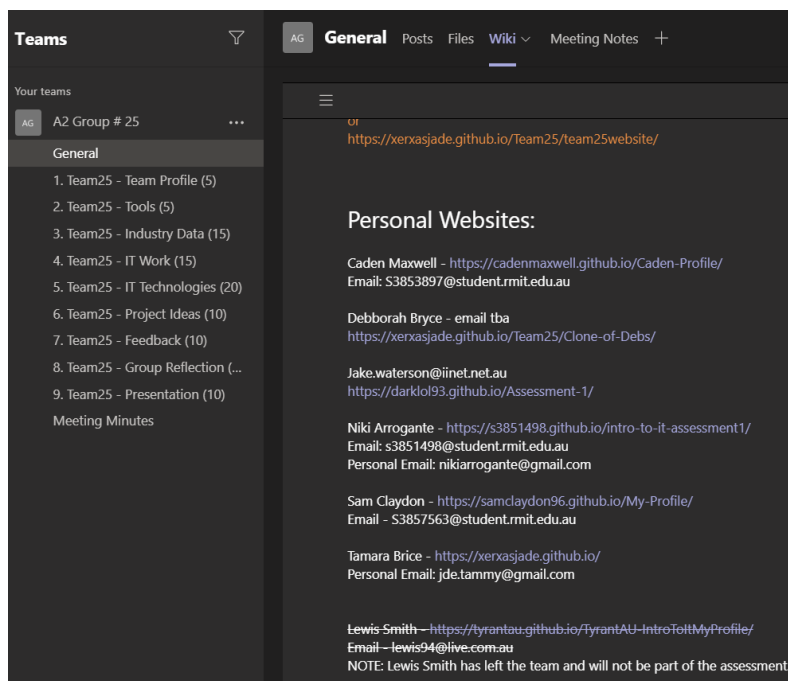 Teams
Your teams
AG A2 Group # 25 ...
General
1. Team25 - Team Profile (5)
2. Team25 - Tools (5)
3. Team25 - Industry Data (15)
4. Team25 - IT Work (15)
5. Team25 - IT Technologies (20)
6. Team25 - Project Ideas (10)
7. Team25 - Feedback (10)
8. Team25 - Group Reflection (...
9. Team25 - Presentation (10)
Meeting Minutes
AG General Posts Files Wiki Meeting Notes
or
https://xerxasjade.github.io/Team25/team25website/
Personal Websites:
Caden Maxwell - https://cadenmaxwell.github.io/Caden-Profile/
Email: S3853897@student.rmit.edu.au
Debborah Bryce - email tba
https://xerxasjade.github.io/Team25/Clone-of-Debs/
Jake.waterson@iinet.net.au
https://darklol93.github.io/Assessment-1/
Niki Arrogante - https://s3851498.github.io/intro-to-it-assessment1/
Email: s3851498@student.rmit.edu.au
Personal Email: nikiarrogante@gmail.com
Sam Claydon - https://samclaydon96.github.io/My-Profile/
Email - S3857563@student.rmit.edu.au
Tamara Brice - https://xerxasjade.github.io/
Personal Email: jde.tammy@gmail.com
Lewis Smith - https://tyrantau.github.io/TyrantAU-IntroToItMyProfile/
Email - lewis94@live.com.au
NOTE: Lewis Smith has left the team and will not be part of the assessment